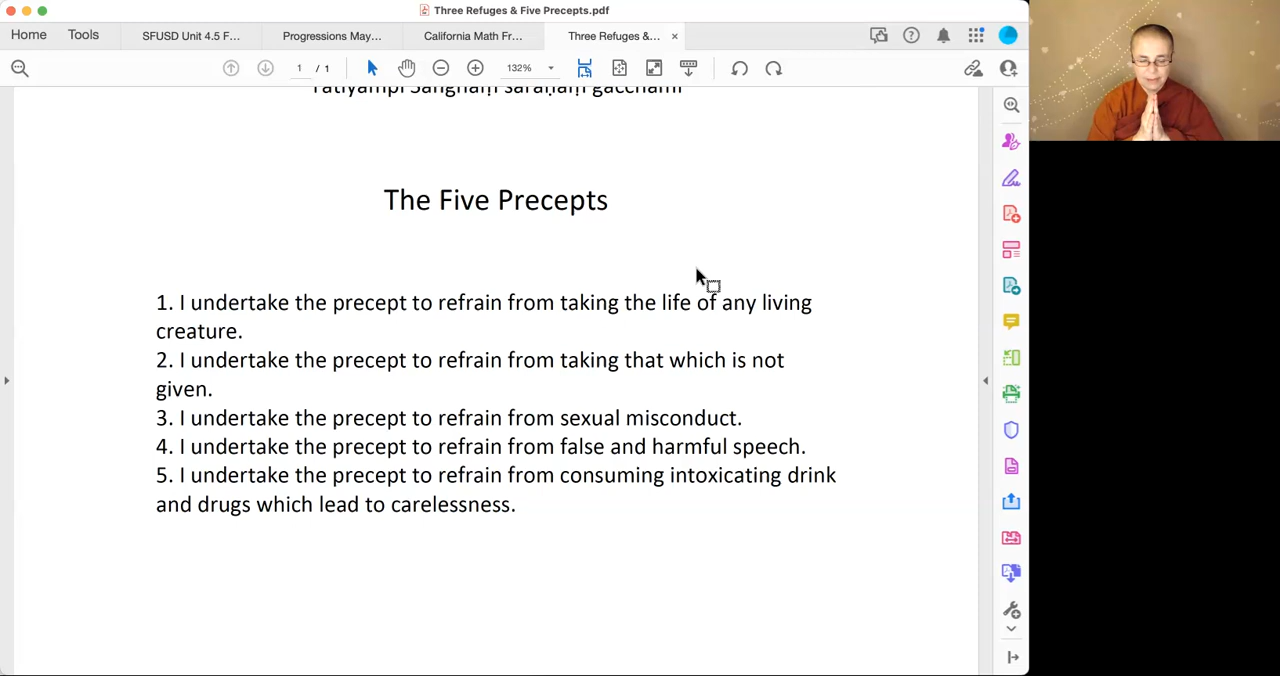 Three Refuges & Five Precepts.pdf
Home Tools SFUSD Unit 4.5 F... Progressions May... California Math Fr... Three Refuges &... ×
1 / 1 132%
Tatiyampi Saṅghaṃ saraṇaṃ gacchāmi
The Five Precepts
1. I undertake the precept to refrain from taking the life of any living
creature.
2. I undertake the precept to refrain from taking that which is not
given.
3. I undertake the precept to refrain from sexual misconduct.
4. I undertake the precept to refrain from false and harmful speech.
5. I undertake the precept to refrain from consuming intoxicating drink
and drugs which lead to carelessness.